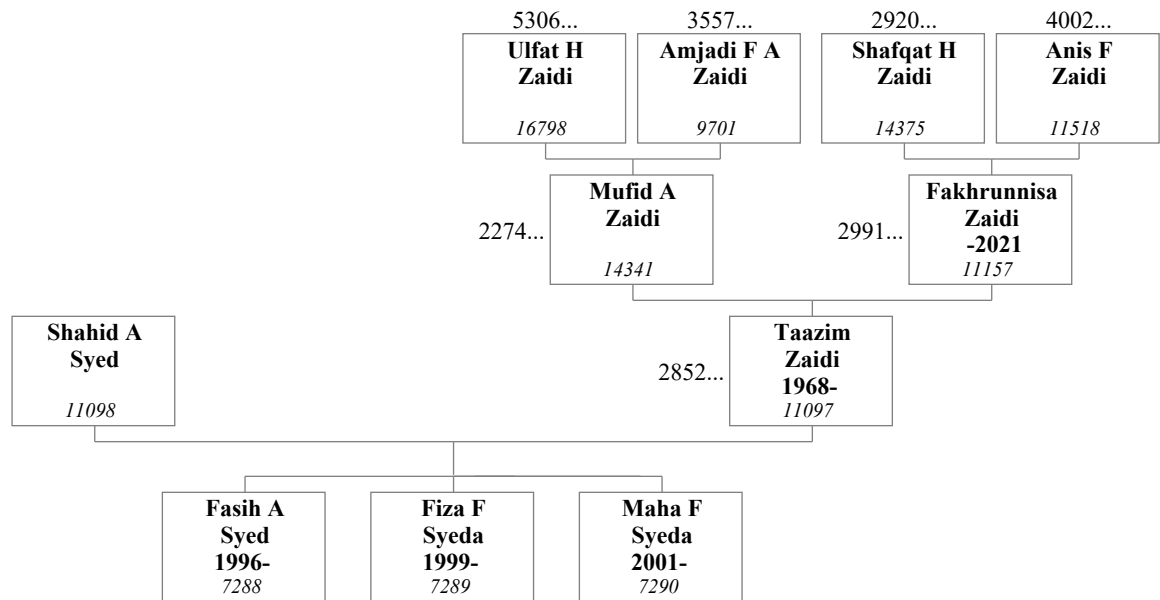 5306...
3557...
2920...
4002...
Ulfat H
Zaidi
16798
Amjadi F A
Zaidi
9701
Shafqat H
Zaidi
14375
Anis F
Zaidi
11518
2274...
Mufid A
Zaidi
14341
2991...
Fakhrunnisa
Zaidi
-2021
11157
Shahid A
Syed
11098
2852...
Taazim
Zaidi
1968-
11097
Fasih A
Syed
1996-
7288
Fiza F
Syeda
1999-
7289
Maha F
Syeda
2001-
7290